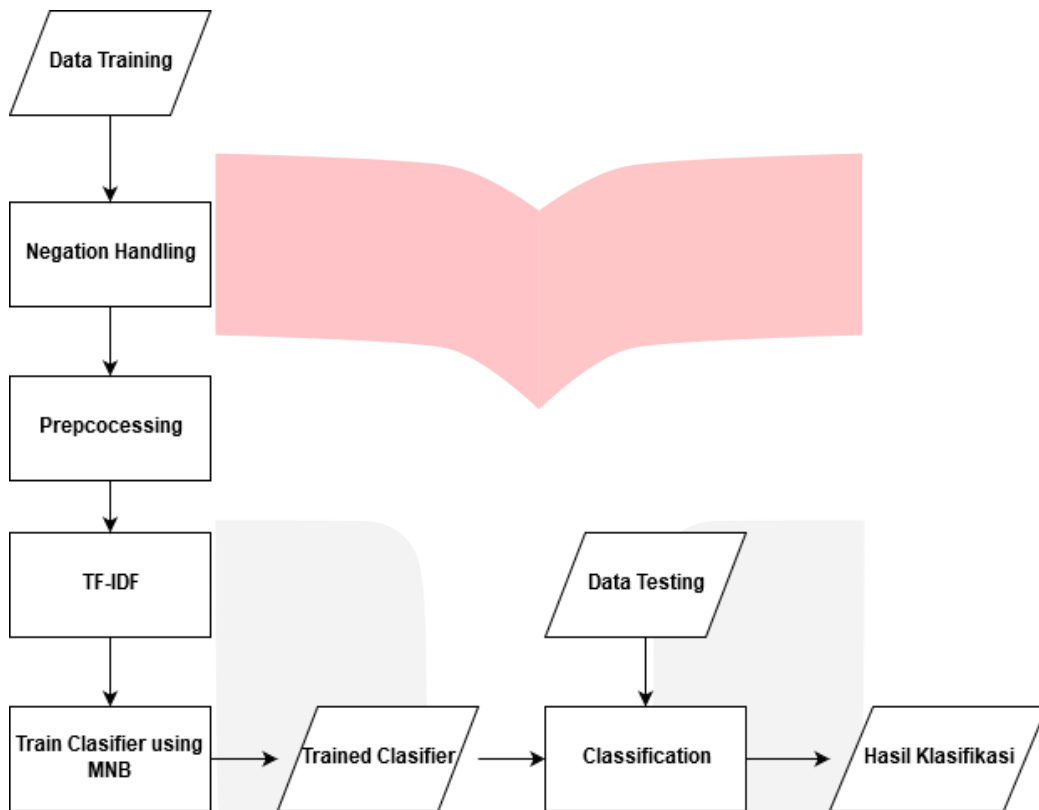 Data Training
Negation Handling
Prepcocessing
TF-IDF
Data Testing
Train Clasifier using
MNB
Trained Clasifier
Classification
Hasil Klasifikasi